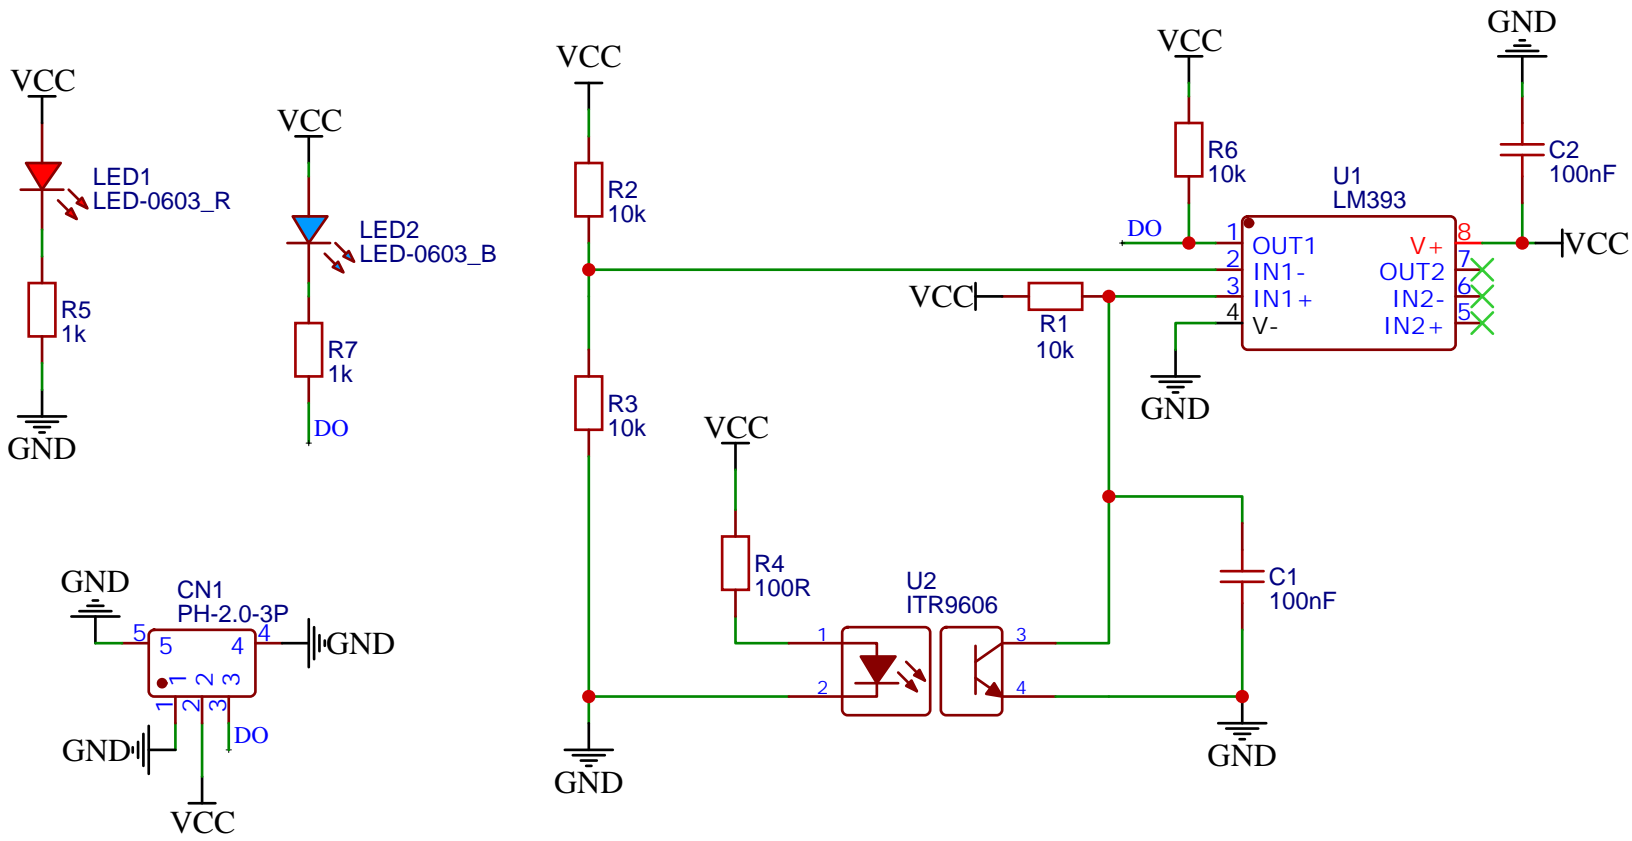 VCC
LED1
LED-0603_R
R5
1k
GND
VCC
LED2
LED-0603_B
R7
1k
DO
GND
CN1
PH-2.0-3P
5
5
4
4
GND
1
2
3
1
2
3
GND
DO
VCC
VCC
R2
10k
R3
10k
GND
VCC
R4
100R
U2
ITR9606
1
2
3
4
VCC
R6
10k
DO
VCC
R1
10k
GND
U1
LM393
1
OUT1
2
IN1-
3
IN1+
4
V-
V+
8
OUT2
7
IN2-
6
IN2+
5
GND
C2
100nF
VCC
C1
100nF
GND